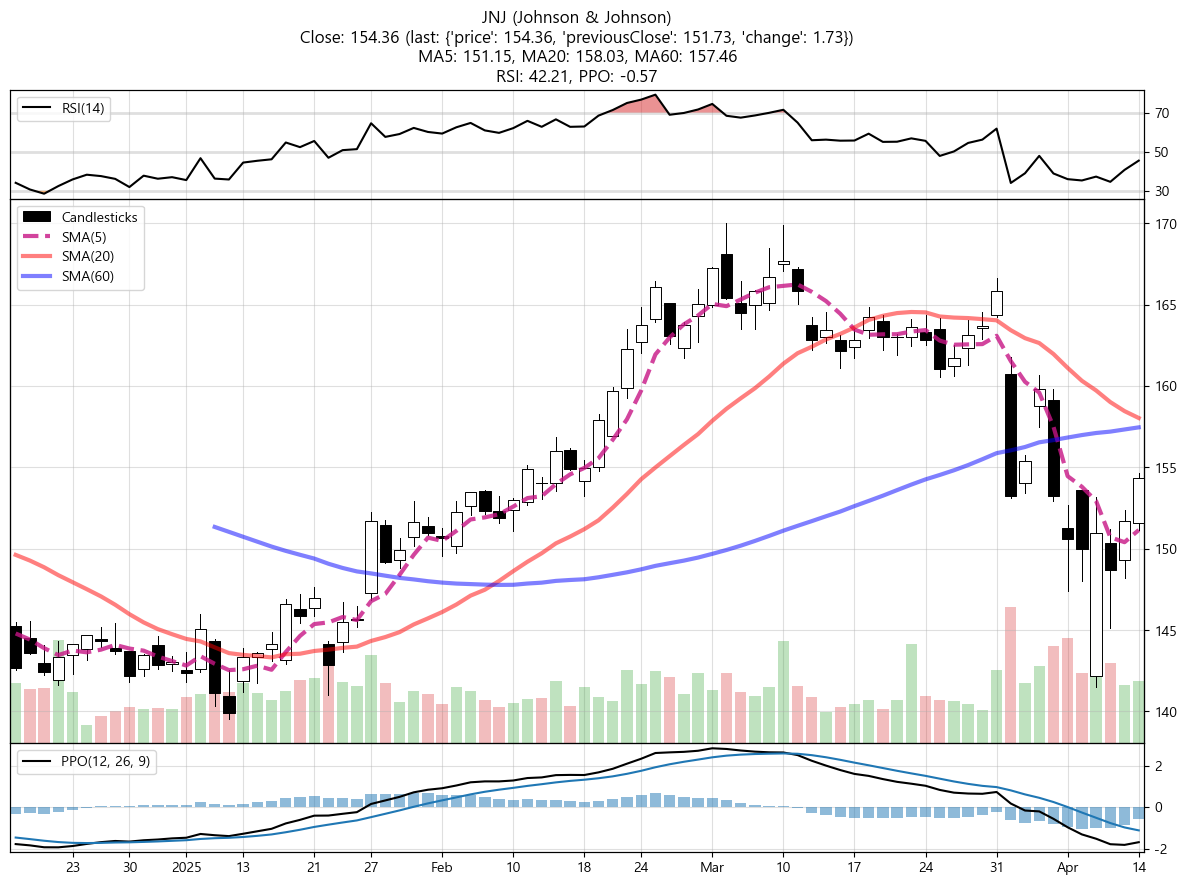 JNJ (Johnson & Johnson)
Close: 154.36 (last: {'price': 154.36, 'previousClose': 151.73, 'change': 1.73})
MA5: 151.15, MA20: 158.03, MA60: 157.46
RSI: 42.21, PPO: -0.57
RSI(14)
70
50
30
Candlesticks
SMA(5)
SMA(20)
SMA(60)
170
165
160
155
150
145
140
PPO(12, 26, 9)
2
0
-2
23 30 2025 13 21 27 Feb 10 18 24 Mar 10 17 24 31 Apr 14